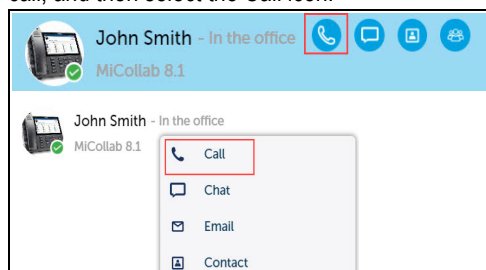 call, and then select the Call icon.
John Smith - In the office
MiCollab 8.1
John Smith - In the office
MiCollab 8.1
Call
Chat
Email
Contact